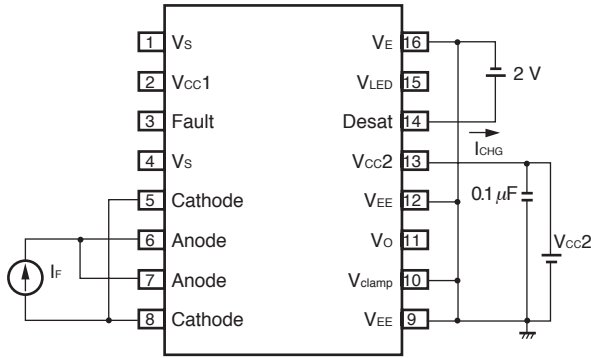 1 VS VE 16
2 VCC1 VLED 15
2 V
3 Fault Desat 14
ICHG
4 VS VCC2 13
5 Cathode VEE 12
0.1 μF
6 Anode VO 11
VCC2
IF
7 Anode Vclamp 10
8 Cathode VEE 9